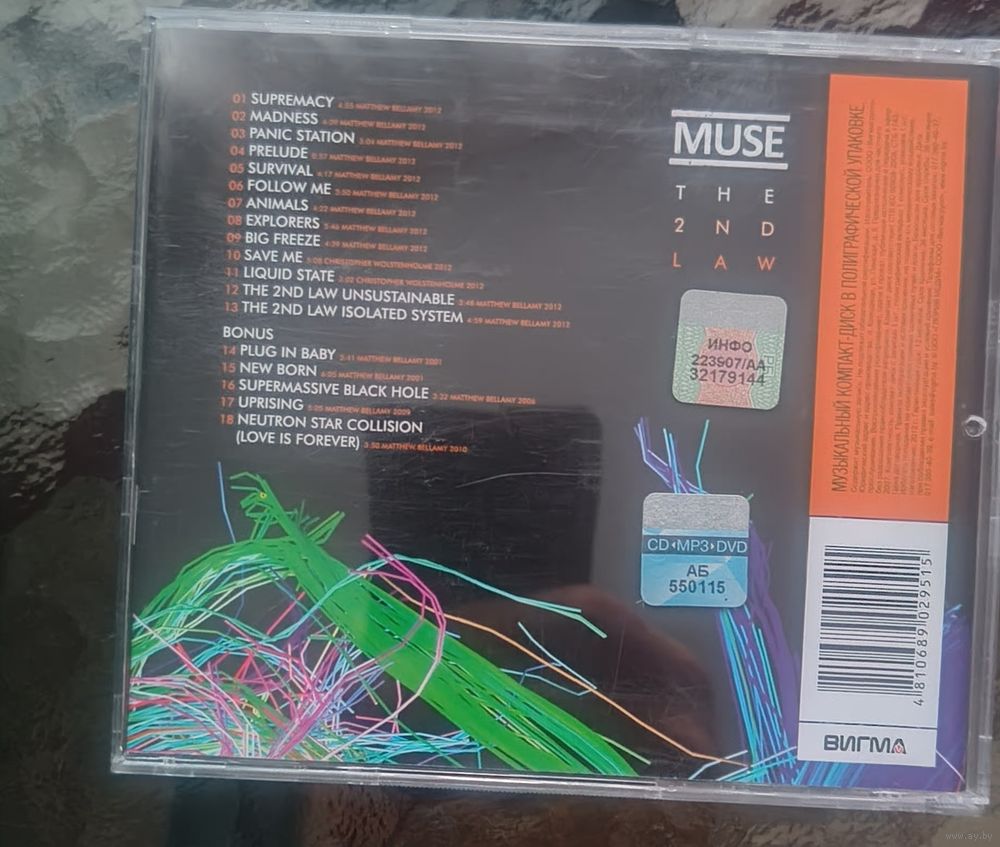 01 SUPREMACY 4:55 MATTHEW BELLAMY 2012
02 MADNESS 4:39 MATTHEW BELLAMY 2012
03 PANIC STATION 3:04 MATTHEW BELLAMY 2012
04 PRELUDE 0:57 MATTHEW BELLAMY 2012
05 SURVIVAL 4:17 MATTHEW BELLAMY 2012
06 FOLLOW ME 3:50 MATTHEW BELLAMY 2012
07 ANIMALS 4:22 MATTHEW BELLAMY 2012
08 EXPLORERS 5:46 MATTHEW BELLAMY 2012
09 BIG FREEZE 4:39 MATTHEW BELLAMY 2012
10 SAVE ME 5:08 CHRISTOPHER WOLSTENHOLME 2012
11 LIQUID STATE 3:02 CHRISTOPHER WOLSTENHOLME 2012
12 THE 2ND LAW UNSUSTAINABLE 3:48 MATTHEW BELLAMY 2012
13 THE 2ND LAW ISOLATED SYSTEM 4:59 MATTHEW BELLAMY 2012
BONUS
14 PLUG IN BABY 3:41 MATTHEW BELLAMY 2001
15 NEW BORN 6:05 MATTHEW BELLAMY 2001
16 SUPERMASSIVE BLACK HOLE 3:32 MATTHEW BELLAMY 2006
17 UPRISING 5:05 MATTHEW BELLAMY 2009
18 NEUTRON STAR COLLISION
(LOVE IS FOREVER) 3:50 MATTHEW BELLAMY 2010
MUSE
THE
2ND
LAW
ИНФО
223907/АА
32179144
CD MP3 DVD
АБ
550115
МУЗЫКАЛЬНЫЙ КОМПАКТ-ДИСК В ПОЛИГРАФИЧЕСКОЙ УПАКОВКЕ
4 810689 029515
ВИГМА
www.ay.by